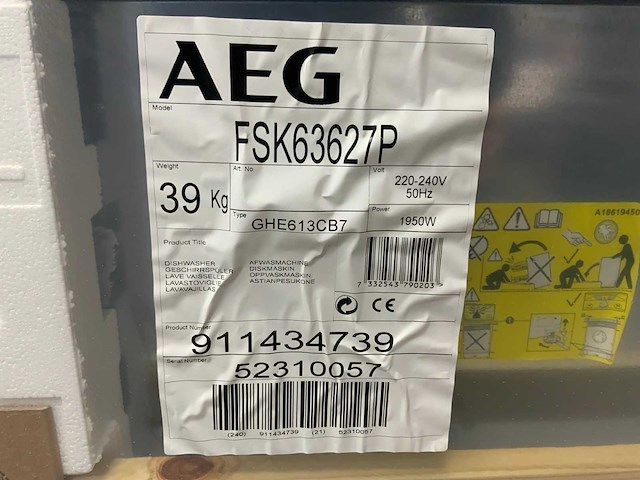 AEG
Model
FSK63627P
Weight
39 Kg
Art. No
Volt
220-240V
50Hz
Type
GHE613CB7
Power
1950W
Product Title
DISHWASHER
GESCHIRRSPÜLER
LAVE VAISSELLE
LAVASTOVIGLIE
LAVAVAJILLAS
AFWASMACHINE
DISKMASKIN
OPPVASKMASKIN
ASTIANPESUKONE
7 332543 790203 >
CE
Product Number
911434739
Serial Number
52310057
(240) 911434739 (21) 52310057
A18619450